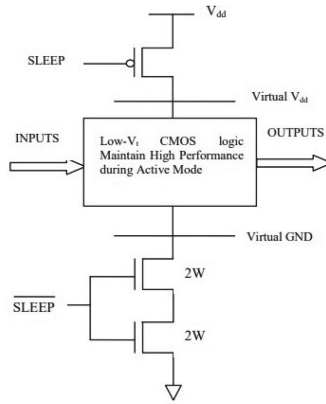 V_dd
SLEEP
Virtual V_dd
INPUTS
OUTPUTS
Low-V_t CMOS logic
Maintain High Performance
during Active Mode
Virtual GND
2W
S̅L̅E̅E̅P̅
2W